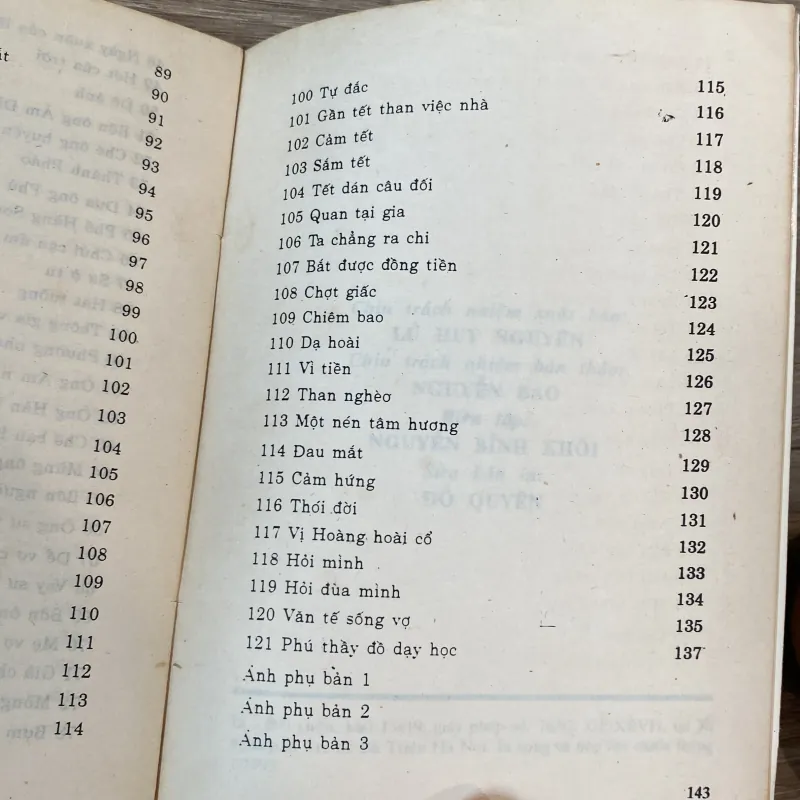 89
90
91
92
93
94
95
96
97
98
99
100
101
102
103
104
105
106
107
108
109
110
111
112
113
114
100 Tự đắc 115
101 Gần tết than việc nhà 116
102 Cảm tết 117
103 Sắm tết 118
104 Tết dán câu đối 119
105 Quan tại gia 120
106 Ta chẳng ra chi 121
107 Bắt được đồng tiền 122
108 Chợt giấc 123
109 Chiêm bao 124
110 Dạ hoài 125
111 Vì tiền 126
112 Than nghèo 127
113 Một nén tâm hương 128
114 Đau mắt 129
115 Cảm hứng 130
116 Thói đời 131
117 Vị Hoàng hoài cổ 132
118 Hỏi mình 133
119 Hỏi đùa mình 134
120 Văn tế sống vợ 135
121 Phú thầy đồ dạy học 137
Ảnh phụ bản 1
Ảnh phụ bản 2
Ảnh phụ bản 3
143